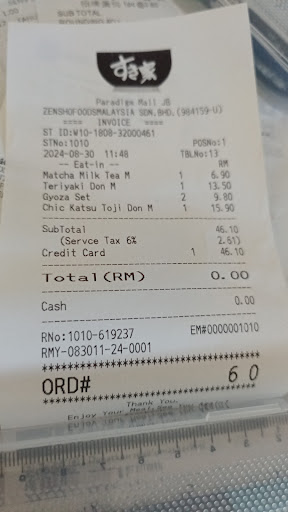 SUBTOTAL
すき家
Paradigm Mall JB
ZENSHOFOODSMALAYSIA SDN.BHD.(984159-U)
==== INVOICE ====
ST ID:W10-1808-32000461
STNo:1010 POSNo:1
2024-08-30 11:48 TBLNo:13
-- Eat-in -- RM
Matcha Milk Tea M 1 6.90
Teriyaki Don M 1 13.50
Gyoza Set 2 9.80
Chic Katsu Toji Don M 1 15.90
SubTotal 46.10
(Servce Tax 6% 2.61)
Credit Card 1 46.10
Total(RM) 0.00
Cash 0.00
RNo:1010-619237 EM#0000001010
RMY-083011-24-0001
ORD# 60
Thank You.